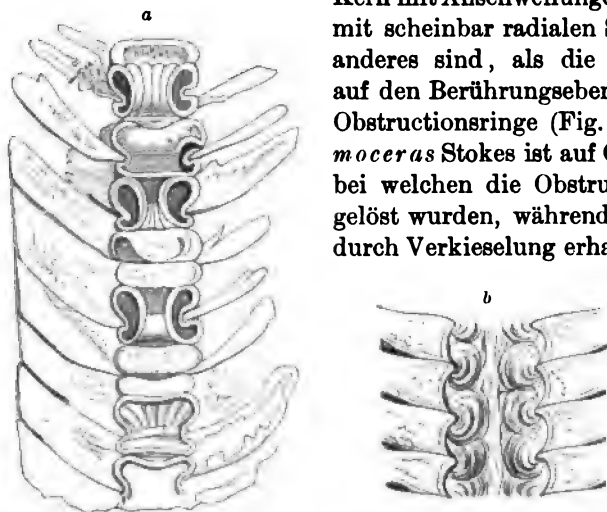 Kern mit Anschwellunge
mit scheinbar radialen S
anderes sind, als die
auf den Berührungseben
Obstructionsringe (Fig.
moceras Stokes ist auf
bei welchen die Obstru
gelöst wurden, während
durch Verkieselung erha
a
b